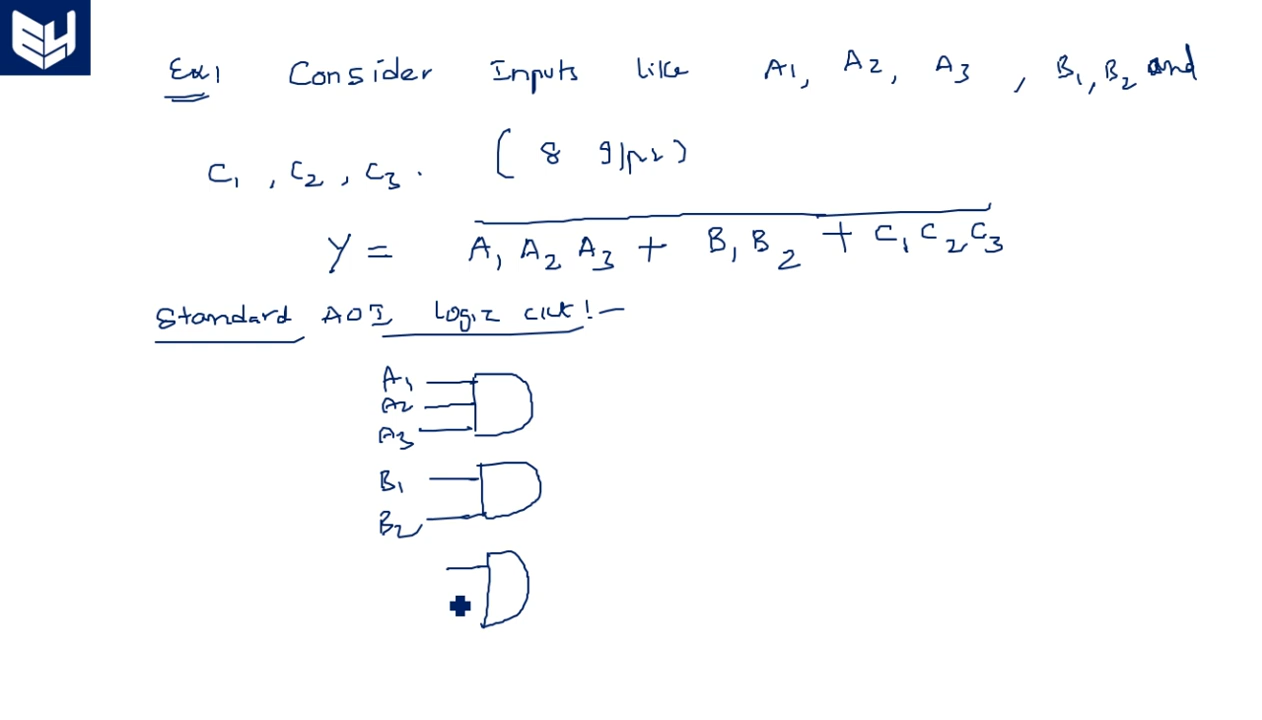 Ex1 Consider Inputs like A1, A2, A3, B1, B2 and
C1, C2, C3. (8 I/ps)
Y = A1 A2 A3 + B1 B2 + C1 C2 C3
Standard AOI Logic ckt :-
A1
A2
A3
B1
B2